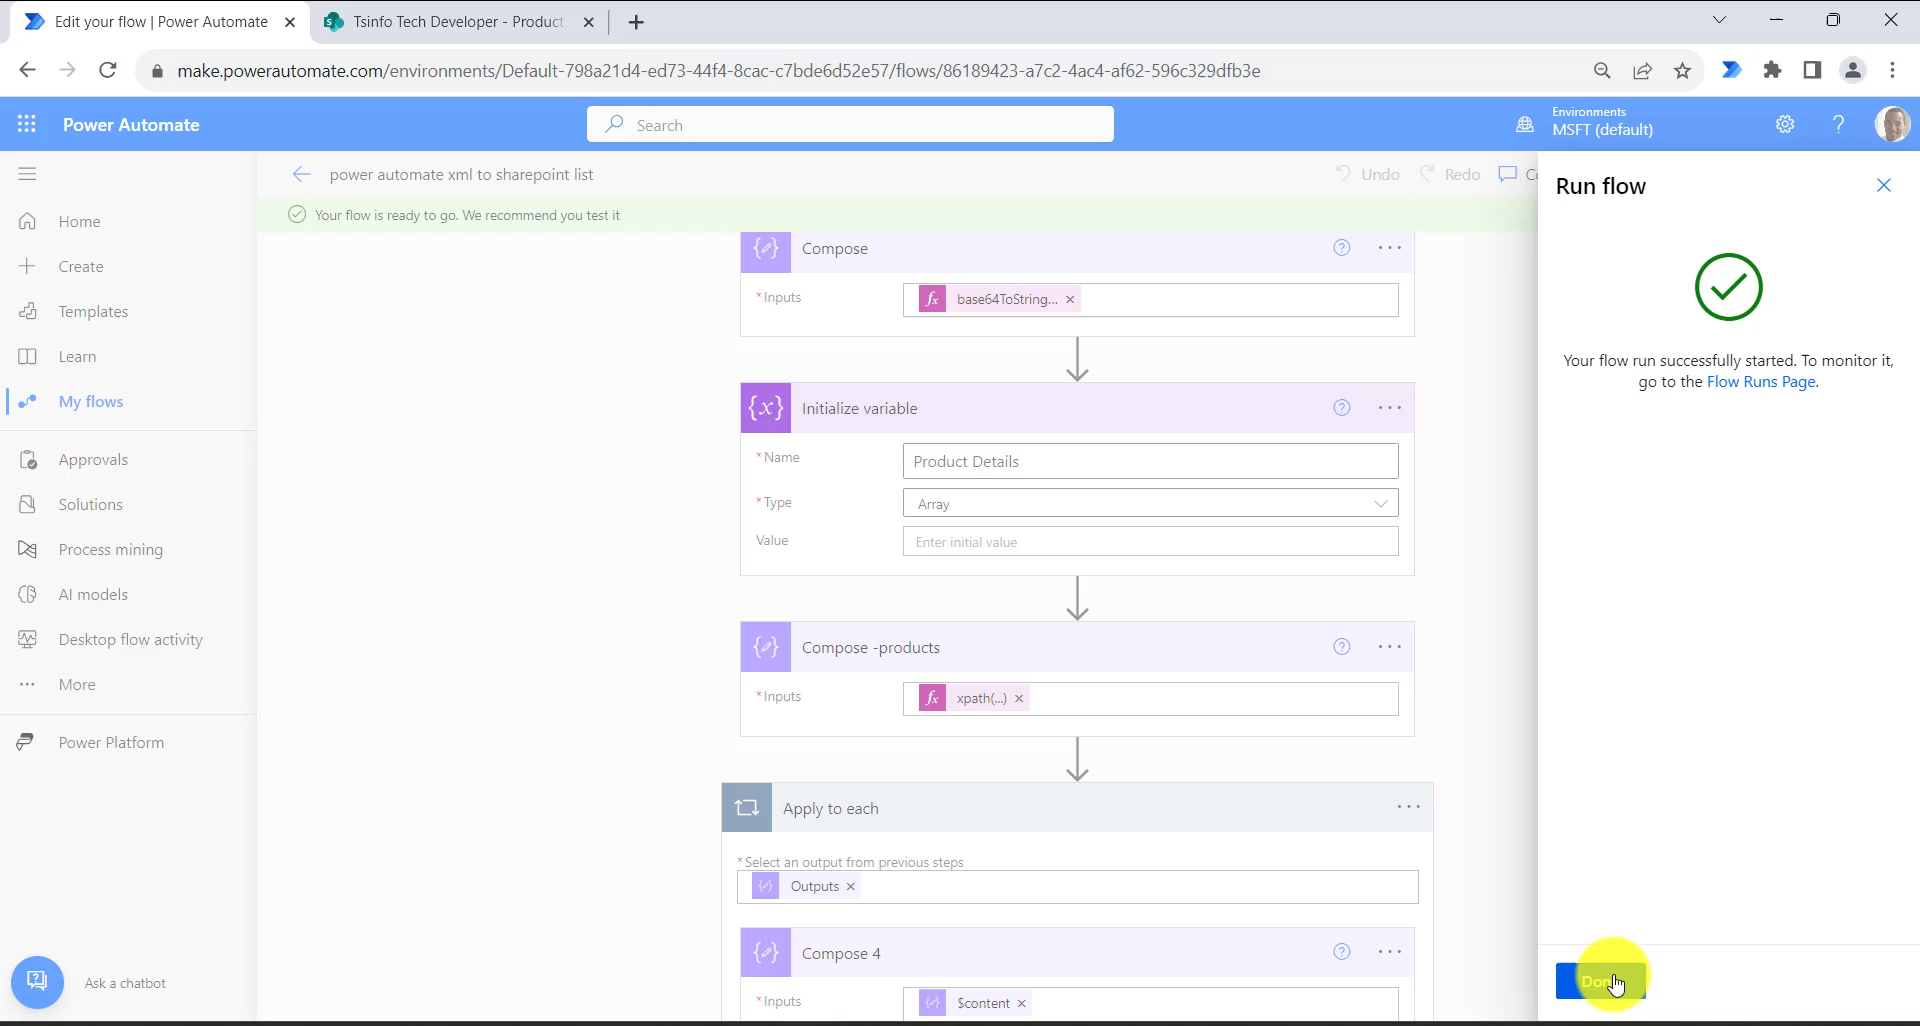 Edit your flow | Power Automate
Tsinfo Tech Developer - Product
make.powerautomate.com/environments/Default-798a21d4-ed73-44f4-8cac-c7bde6d52e57/flows/86189423-a7c2-4ac4-af62-596c329dfb3e
Power Automate
Search
Environments
MSFT (default)
power automate xml to sharepoint list
Undo
Redo
Your flow is ready to go. We recommend you test it
Home
Create
Templates
Learn
My flows
Approvals
Solutions
Process mining
AI models
Desktop flow activity
More
Power Platform
Ask a chatbot
Compose
* Inputs
base64ToString...
Initialize variable
* Name
Product Details
* Type
Array
Value
Enter initial value
Compose -products
* Inputs
xpath(...)
Apply to each
* Select an output from previous steps
Outputs
Compose 4
* Inputs
$content
Run flow
Your flow run successfully started. To monitor it,
go to the Flow Runs Page.